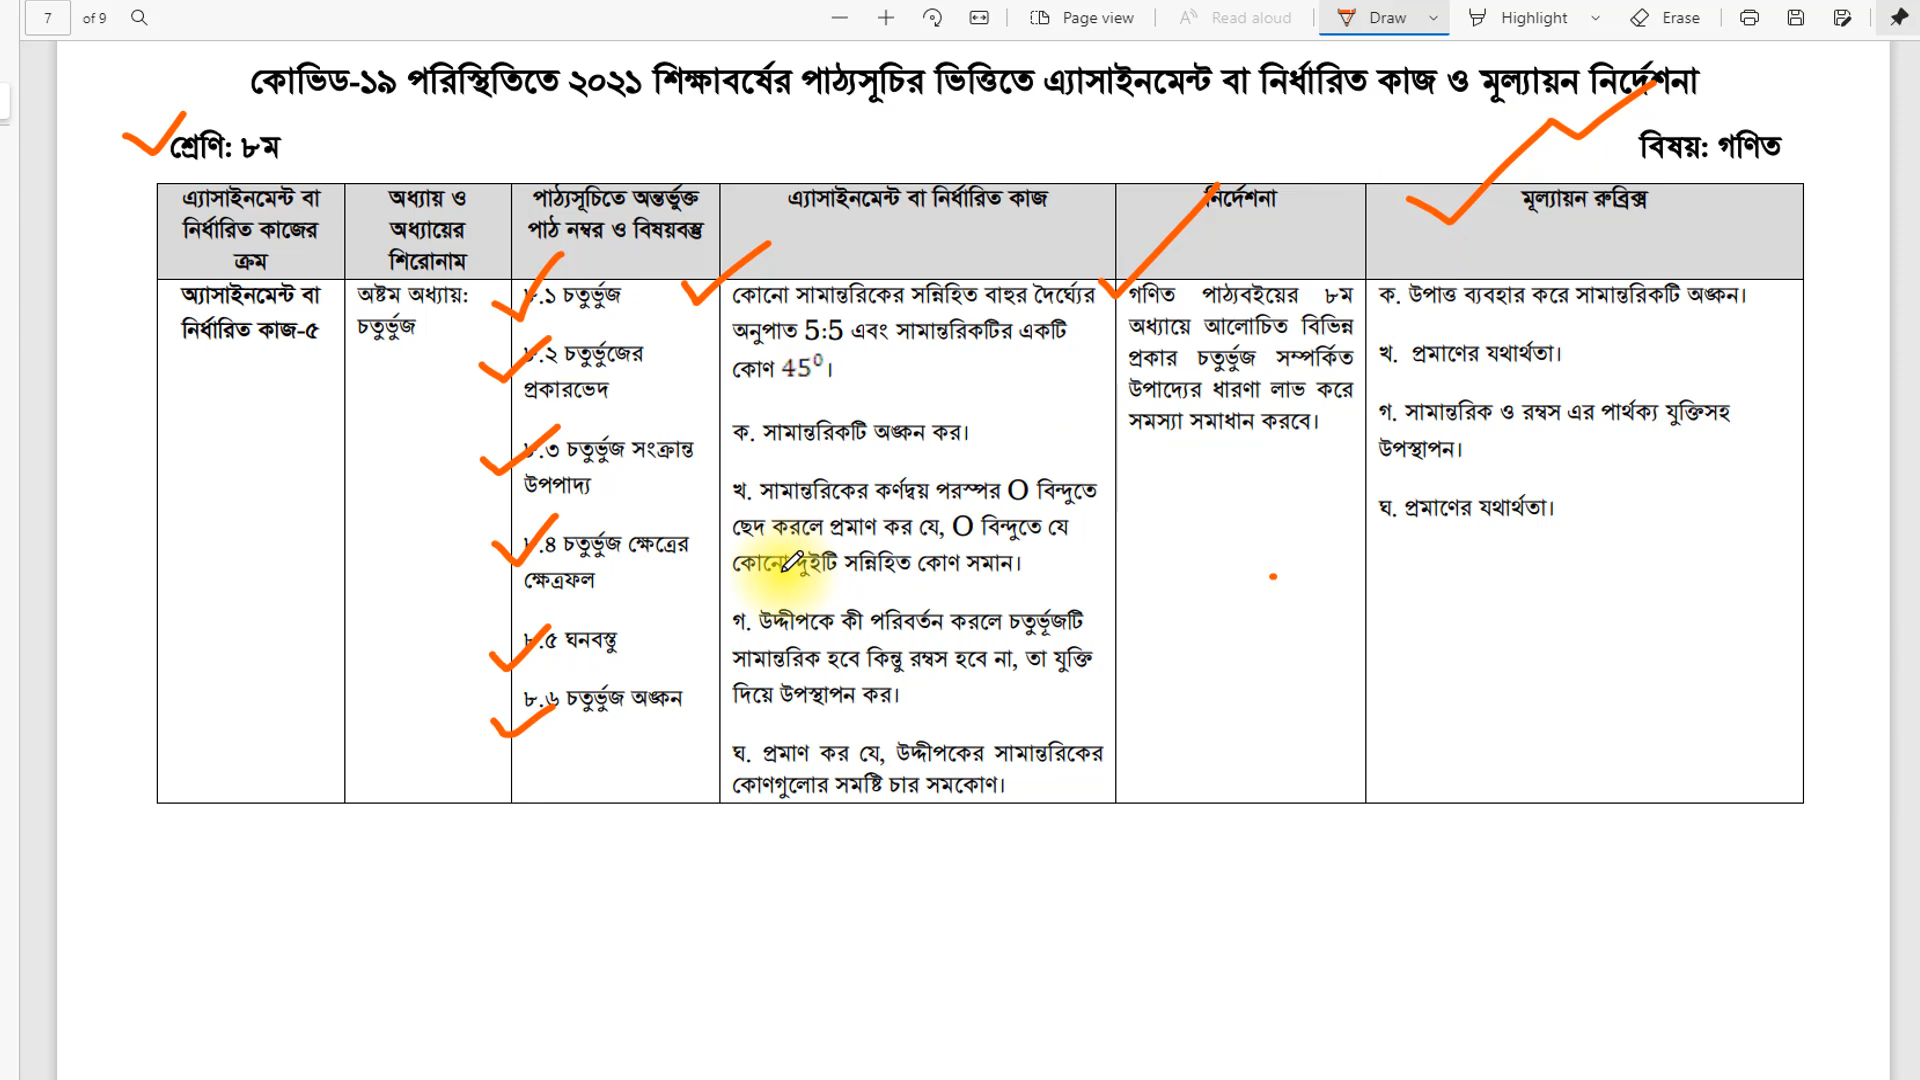 7 of 9 Page view Read aloud Draw Highlight Erase
কোভিড-১৯ পরিস্থিতিতে ২০২১ শিক্ষাবর্ষের পাঠ্যসূচির ভিত্তিতে এ্যাসাইনমেন্ট বা নির্ধারিত কাজ ও মূল্যায়ন নির্দেশনা
শ্রেণি: ৮ম
বিষয়: গণিত
এ্যাসাইনমেন্ট বা
নির্ধারিত কাজের
ক্রম
অধ্যায় ও
অধ্যায়ের
শিরোনাম
পাঠ্যসূচিতে অন্তর্ভুক্ত
পাঠ নম্বর ও বিষয়বস্তু
এ্যাসাইনমেন্ট বা নির্ধারিত কাজ
নির্দেশনা
মূল্যায়ন রুব্রিক্স
অ্যাসাইনমেন্ট বা
নির্ধারিত কাজ-৫
অষ্টম অধ্যায়:
চতুর্ভুজ
৮.১ চতুর্ভুজ
৮.২ চতুর্ভুজের
প্রকারভেদ
৮.৩ চতুর্ভুজ সংক্রান্ত
উপপাদ্য
৮.৪ চতুর্ভুজ ক্ষেত্রের
ক্ষেত্রফল
৮.৫ ঘনবস্তু
৮.৬ চতুর্ভুজ অঙ্কন
কোনো সামান্তরিকের সন্নিহিত বাহুর দৈর্ঘ্যের
অনুপাত 5:5 এবং সামান্তরিকটির একটি
কোণ 45⁰।
ক. সামান্তরিকটি অঙ্কন কর।
খ. সামান্তরিকের কর্ণদ্বয় পরস্পর O বিন্দুতে
ছেদ করলে প্রমাণ কর যে, O বিন্দুতে যে
কোনো দুইটি সন্নিহিত কোণ সমান।
গ. উদ্দীপকে কী পরিবর্তন করলে চতুর্ভূজটি
সামান্তরিক হবে কিন্তু রম্বস হবে না, তা যুক্তি
দিয়ে উপস্থাপন কর।
ঘ. প্রমাণ কর যে, উদ্দীপকের সামান্তরিকের
কোণগুলোর সমষ্টি চার সমকোণ।
গণিত পাঠ্যবইয়ের ৮ম
অধ্যায়ে আলোচিত বিভিন্ন
প্রকার চতুর্ভুজ সম্পর্কিত
উপাদ্যের ধারণা লাভ করে
সমস্যা সমাধান করবে।
ক. উপাত্ত ব্যবহার করে সামান্তরিকটি অঙ্কন।
খ. প্রমাণের যথার্থতা।
গ. সামান্তরিক ও রম্বস এর পার্থক্য যুক্তিসহ
উপস্থাপন।
ঘ. প্রমাণের যথার্থতা।